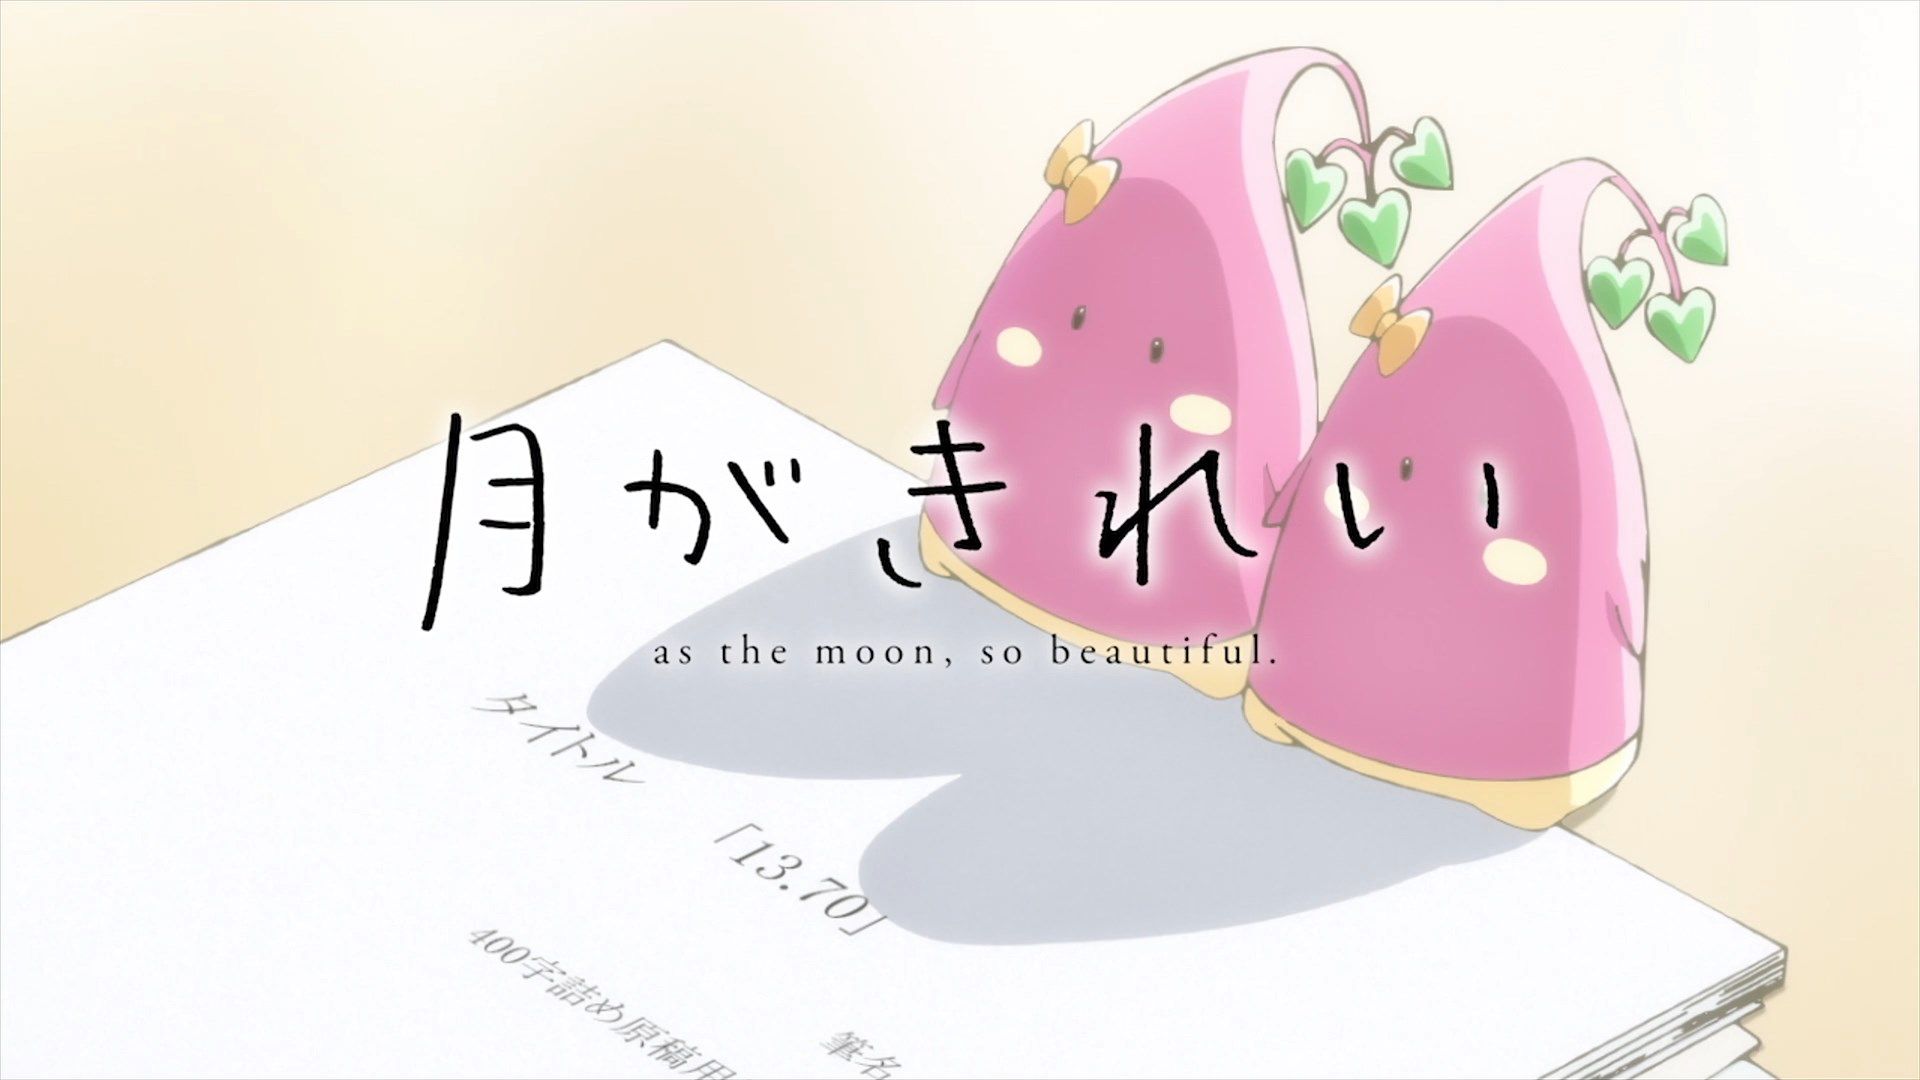 月がきれい
as the moon, so beautiful.
タイトル
「13.70」
400字詰め原稿用
筆名